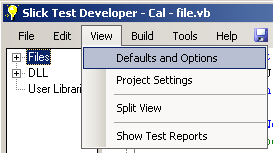 Slick Test Developer - Cal - file.vb
File Edit View Build Tools Help
Files
DLL
User Librari
Defaults and Options
Project Settings
Split View
Show Test Reports